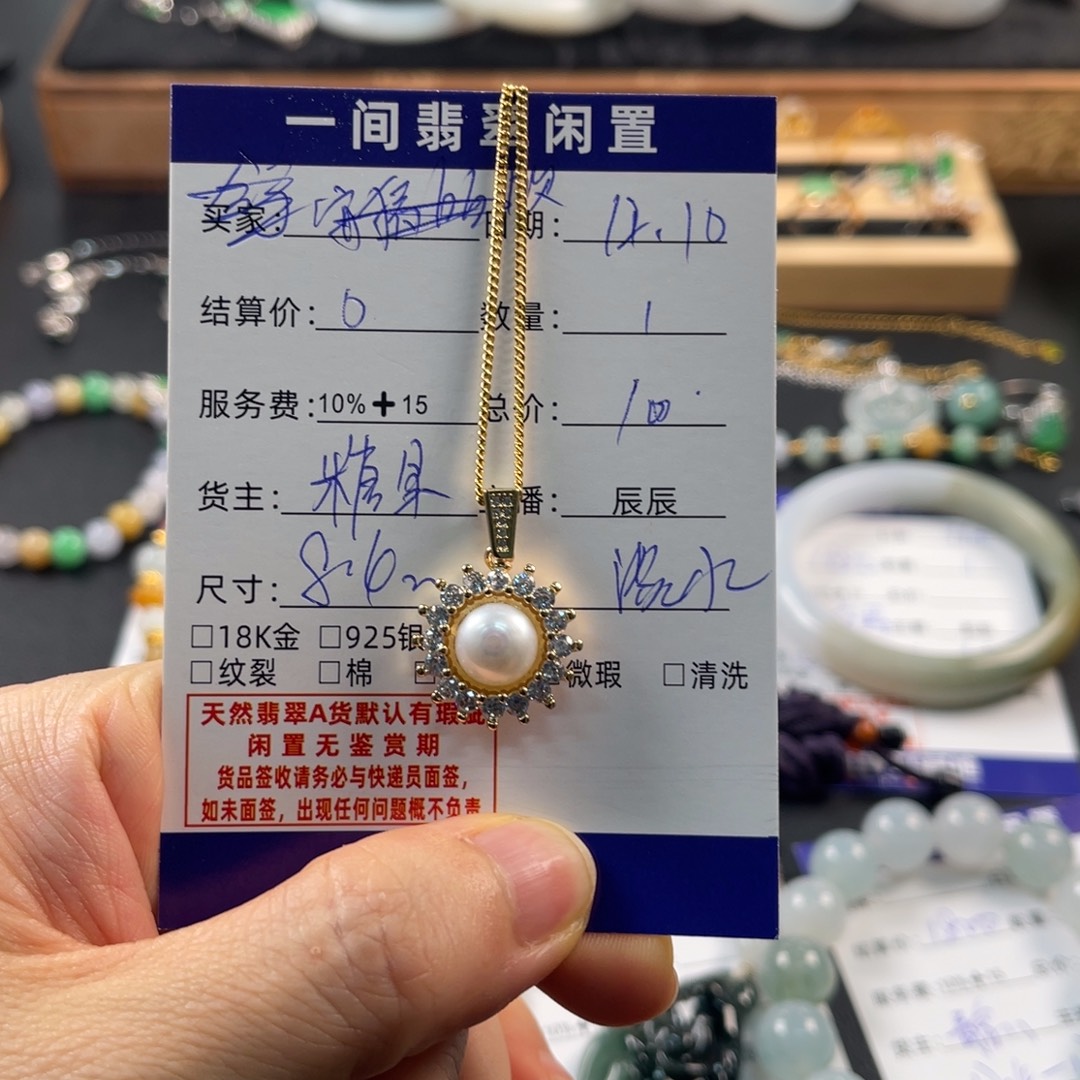 一间翡翠闲置
买家: 日期: 12.10
结算价: 0 数量: 1
服务费: 10%+15 总价: 100
货主: 精具 主播: 辰辰
尺寸: 8.6m
□18K金 □925银
□纹裂 □棉 □ 微瑕 □清洗
天然翡翠A货默认有瑕疵
闲置无鉴赏期
货品签收请务必与快递员面签,
如未面签,出现任何问题概不负责